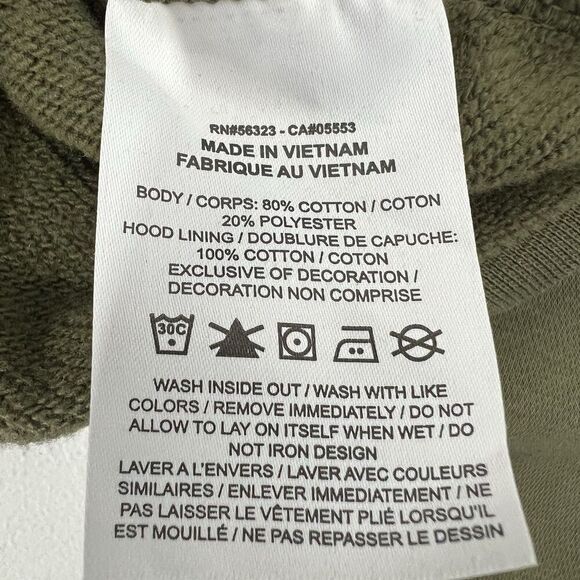 RN#56323 - CA#05553
MADE IN VIETNAM
FABRIQUE AU VIETNAM
BODY / CORPS: 80% COTTON / COTON
20% POLYESTER
HOOD LINING / DOUBLURE DE CAPUCHE:
100% COTTON / COTON
EXCLUSIVE OF DECORATION /
DECORATION NON COMPRISE
30C
WASH INSIDE OUT / WASH WITH LIKE
COLORS / REMOVE IMMEDIATELY / DO NOT
ALLOW TO LAY ON ITSELF WHEN WET / DO
NOT IRON DESIGN
LAVER A L'ENVERS / LAVER AVEC COULEURS
SIMILAIRES / ENLEVER IMMEDIATEMENT / NE
PAS LAISSER LE VÊTEMENT PLIÉ LORSQU'IL
EST MOUILLÉ / NE PAS REPASSER LE DESSIN